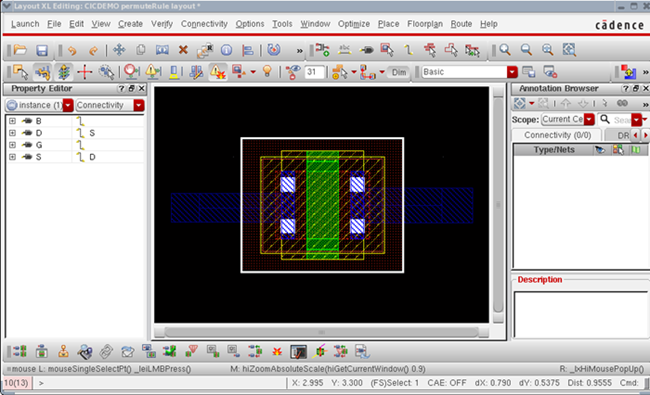 Layout XL Editing: CICDEMO permuteRule layout *
Launch File Edit View Create Verify Connectivity Options Tools Window Optimize Place Floorplan Route Help
cādence
31
Dim
Basic
Property Editor
instance (1)
Connectivity
B
D S
G
S D
Annotation Browser
Scope: Current Ce
Connectivity (0/0)
DR
Type/Nets
Description
mouse L: mouseSingleSelectPt() _leiLMBPress() M: hiZoomAbsoluteScale(hiGetCurrentWindow() 0.9) R: _lxHiMousePopUp()
10(13) > X: 2.995 Y: 3.300 (FS)Select: 1 CAE: OFF dX: 0.790 dY: 0.5375 Dist: 0.9555 Cmd: